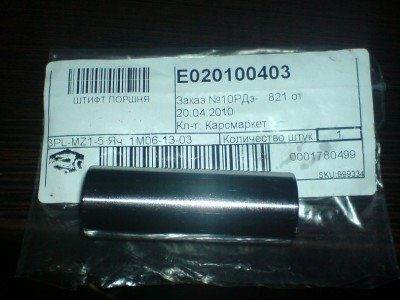 ШТИФТ ПОРШНЯ
E020100403
Заказ №10РДз- 821 от
20.04.2010
Кл-т: Карсмаркет
3PL-MZ1-5 Яч. 1M06-13-03 Количество штук 1
0001780499
SKU:999334